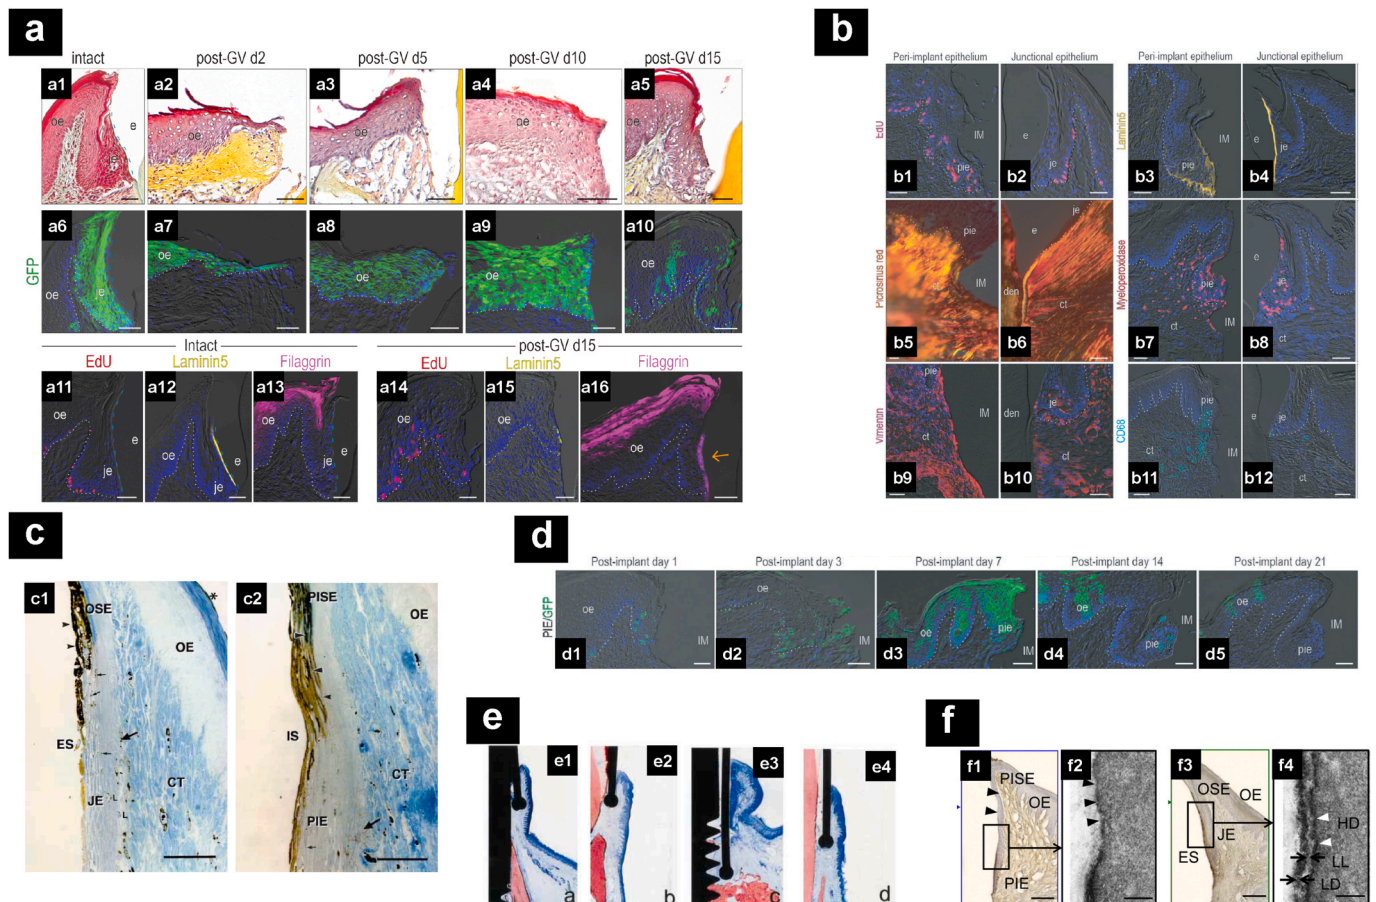 a
intact
post-GV d2
post-GV d5
post-GV d10
post-GV d15
a1
oe
e
je
a2
oe
a3
oe
a4
oe
a5
oe
GFP
a6
oe
je
a7
oe
a8
oe
a9
oe
a10
oe
Intact
post-GV d15
EdU
Laminin5
Filaggrin
EdU
Laminin5
Filaggrin
a11
oe
e
a12
oe
e
je
a13
oe
e
je
a14
oe
a15
a16
oe
b
Peri-implant epithelium
Junctional epithelium
Peri-implant epithelium
Junctional epithelium
EdU
b1
IM
pie
b2
e
je
Laminin5
b3
IM
pie
b4
e
je
Picrosirius red
b5
pie
IM
ct
b6
je
e
den
ct
Myeloperoxidase
b7
pie
ct
IM
b8
e
je
ct
Vimentin
b9
pie
IM
ct
b10
den
je
ct
CD68
b11
pie
ct
IM
b12
e
je
ct
c
c1
OSE
*
OE
ES
CT
JE
L
L
c2
PISE
OE
IS
CT
PIE
d
Post-implant day 1
Post-implant day 3
Post-implant day 7
Post-implant day 14
Post-implant day 21
PIE/GFP
d1
oe
IM
d2
oe
IM
d3
oe
pie
IM
d4
oe
pie
IM
d5
oe
pie
IM
e
e1
a
e2
b
e3
c
e4
d
f
f1
PISE
OE
PIE
f2
f3
OSE
OE
JE
ES
f4
HD
LL
LD